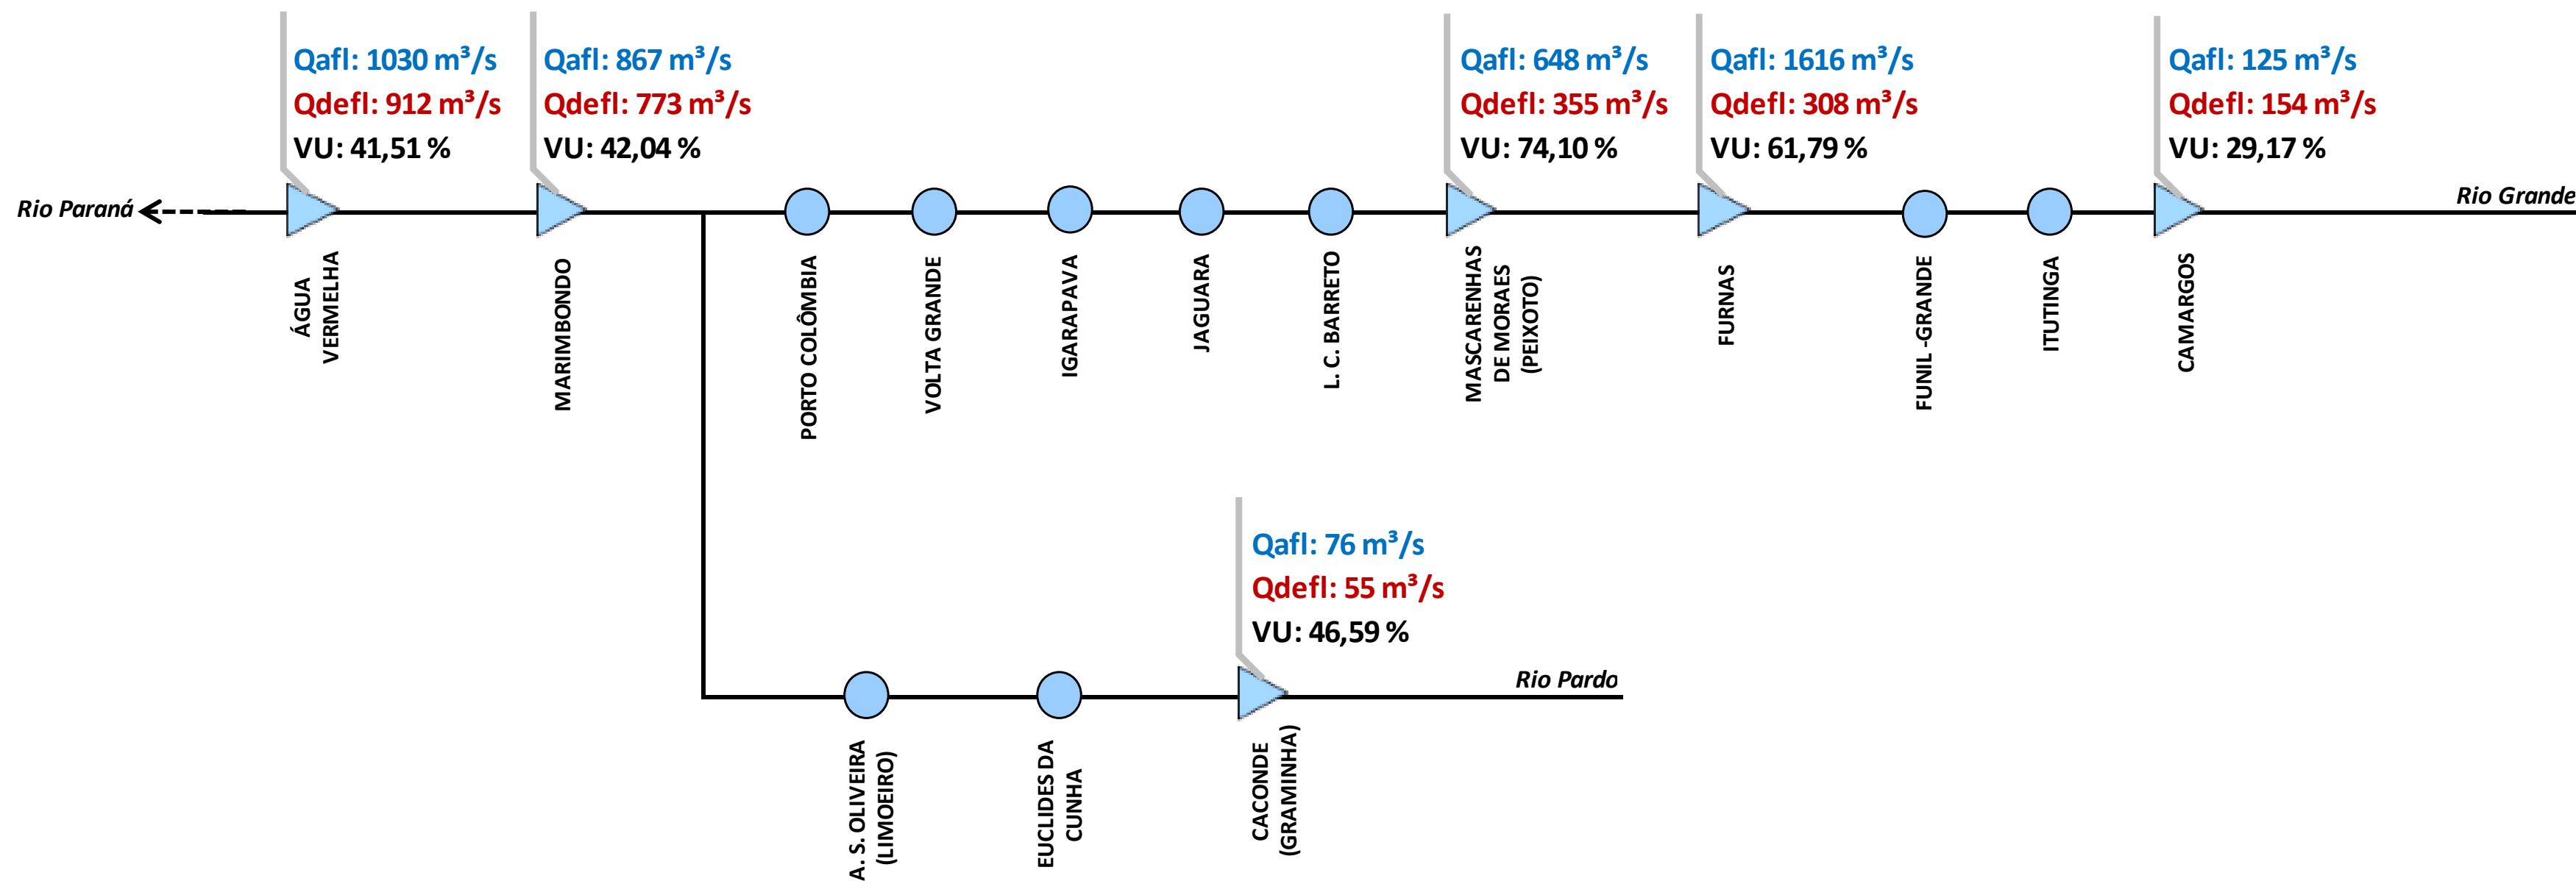 Qafl: 1030 m³/s
Qdefl: 912 m³/s
VU: 41,51 %
Qafl: 867 m³/s
Qdefl: 773 m³/s
VU: 42,04 %
Qafl: 648 m³/s
Qdefl: 355 m³/s
VU: 74,10 %
Qafl: 1616 m³/s
Qdefl: 308 m³/s
VU: 61,79 %
Qafl: 125 m³/s
Qdefl: 154 m³/s
VU: 29,17 %
Rio Paraná
Rio Grande
ÁGUA
VERMELHA
MARIMBONDO
PORTO COLÔMBIA
VOLTA GRANDE
IGARAPAVA
JAGUARA
L. C. BARRETO
MASCARENHAS
DE MORAES
(PEIXOTO)
FURNAS
FUNIL -GRANDE
ITUTINGA
CAMARGOS
Qafl: 76 m³/s
Qdefl: 55 m³/s
VU: 46,59 %
Rio Pardo
A. S. OLIVEIRA
(LIMOEIRO)
EUCLIDES DA
CUNHA
CACONDE
(GRAMINHA)